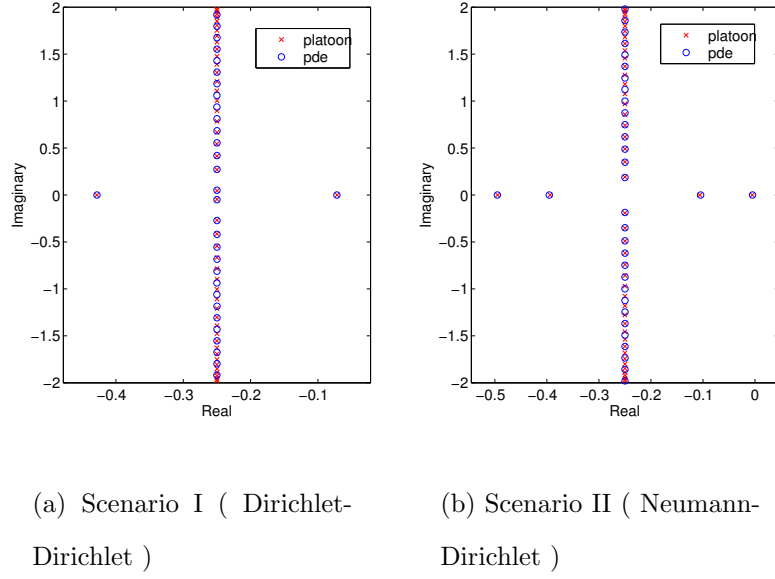 2
1.5
1
0.5
0
−0.5
−1
−1.5
−2
Imaginary
−0.4 −0.3 −0.2 −0.1
Real
platoon
pde
2
1.5
1
0.5
0
−0.5
−1
−1.5
−2
Imaginary
−0.5 −0.4 −0.3 −0.2 −0.1 0
Real
platoon
pde
(a) Scenario I ( Dirichlet-
Dirichlet )
(b) Scenario II ( Neumann-
Dirichlet )